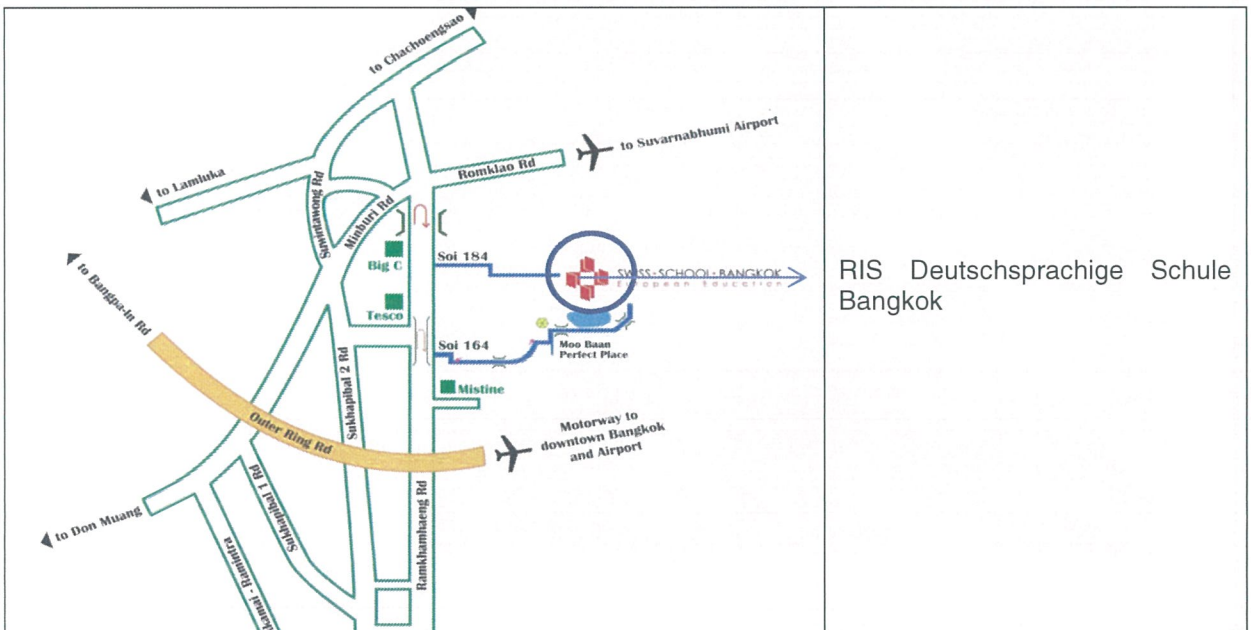 to Chachoengsao
to Suvarnabhumi Airport
Romklao Rd
to Lamluka
Suwintawong Rd
Minburi Rd
Big C
Soi 184
SWISS-SCHOOL-BANGKOK
European Education
RIS Deutschsprachige Schule
Bangkok
to Bangpa-In Rd
Tesco
Soi 164
Moo Baan
Perfect Place
Sukhapibal 2 Rd
Mistine
Outer Ring Rd
Motorway to
downtown Bangkok
and Airport
Sukhapibal 1 Rd
to Don Muang
Ramkhamhaeng Rd
Ramintra